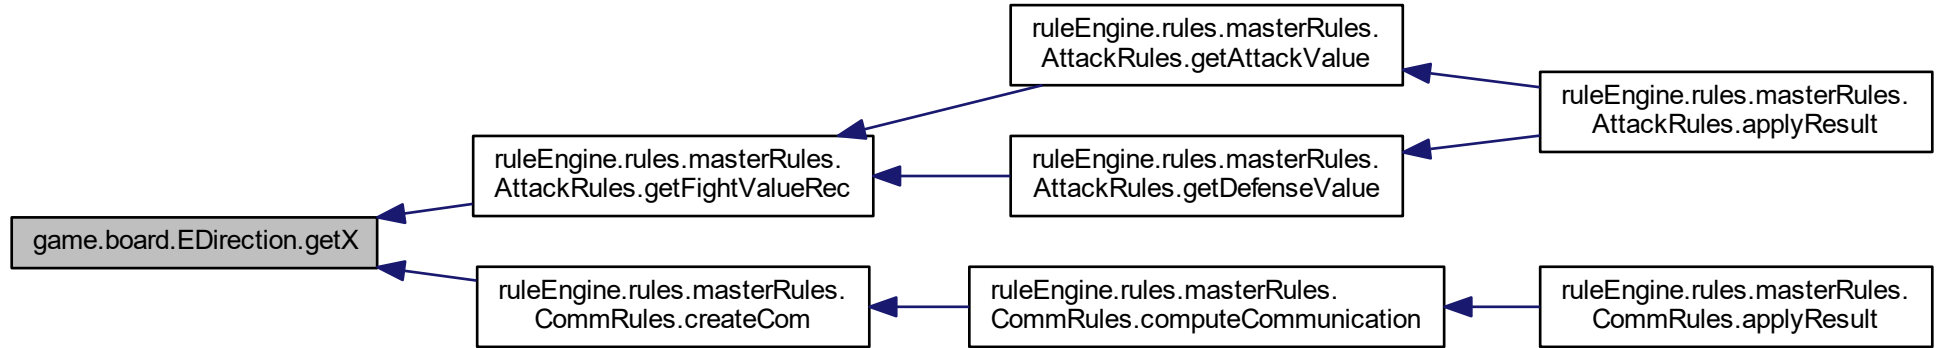 ruleEngine.rules.masterRules.
AttackRules.getAttackValue
ruleEngine.rules.masterRules.
AttackRules.applyResult
ruleEngine.rules.masterRules.
AttackRules.getFightValueRec
ruleEngine.rules.masterRules.
AttackRules.getDefenseValue
game.board.EDirection.getX
ruleEngine.rules.masterRules.
CommRules.createCom
ruleEngine.rules.masterRules.
CommRules.computeCommunication
ruleEngine.rules.masterRules.
CommRules.applyResult